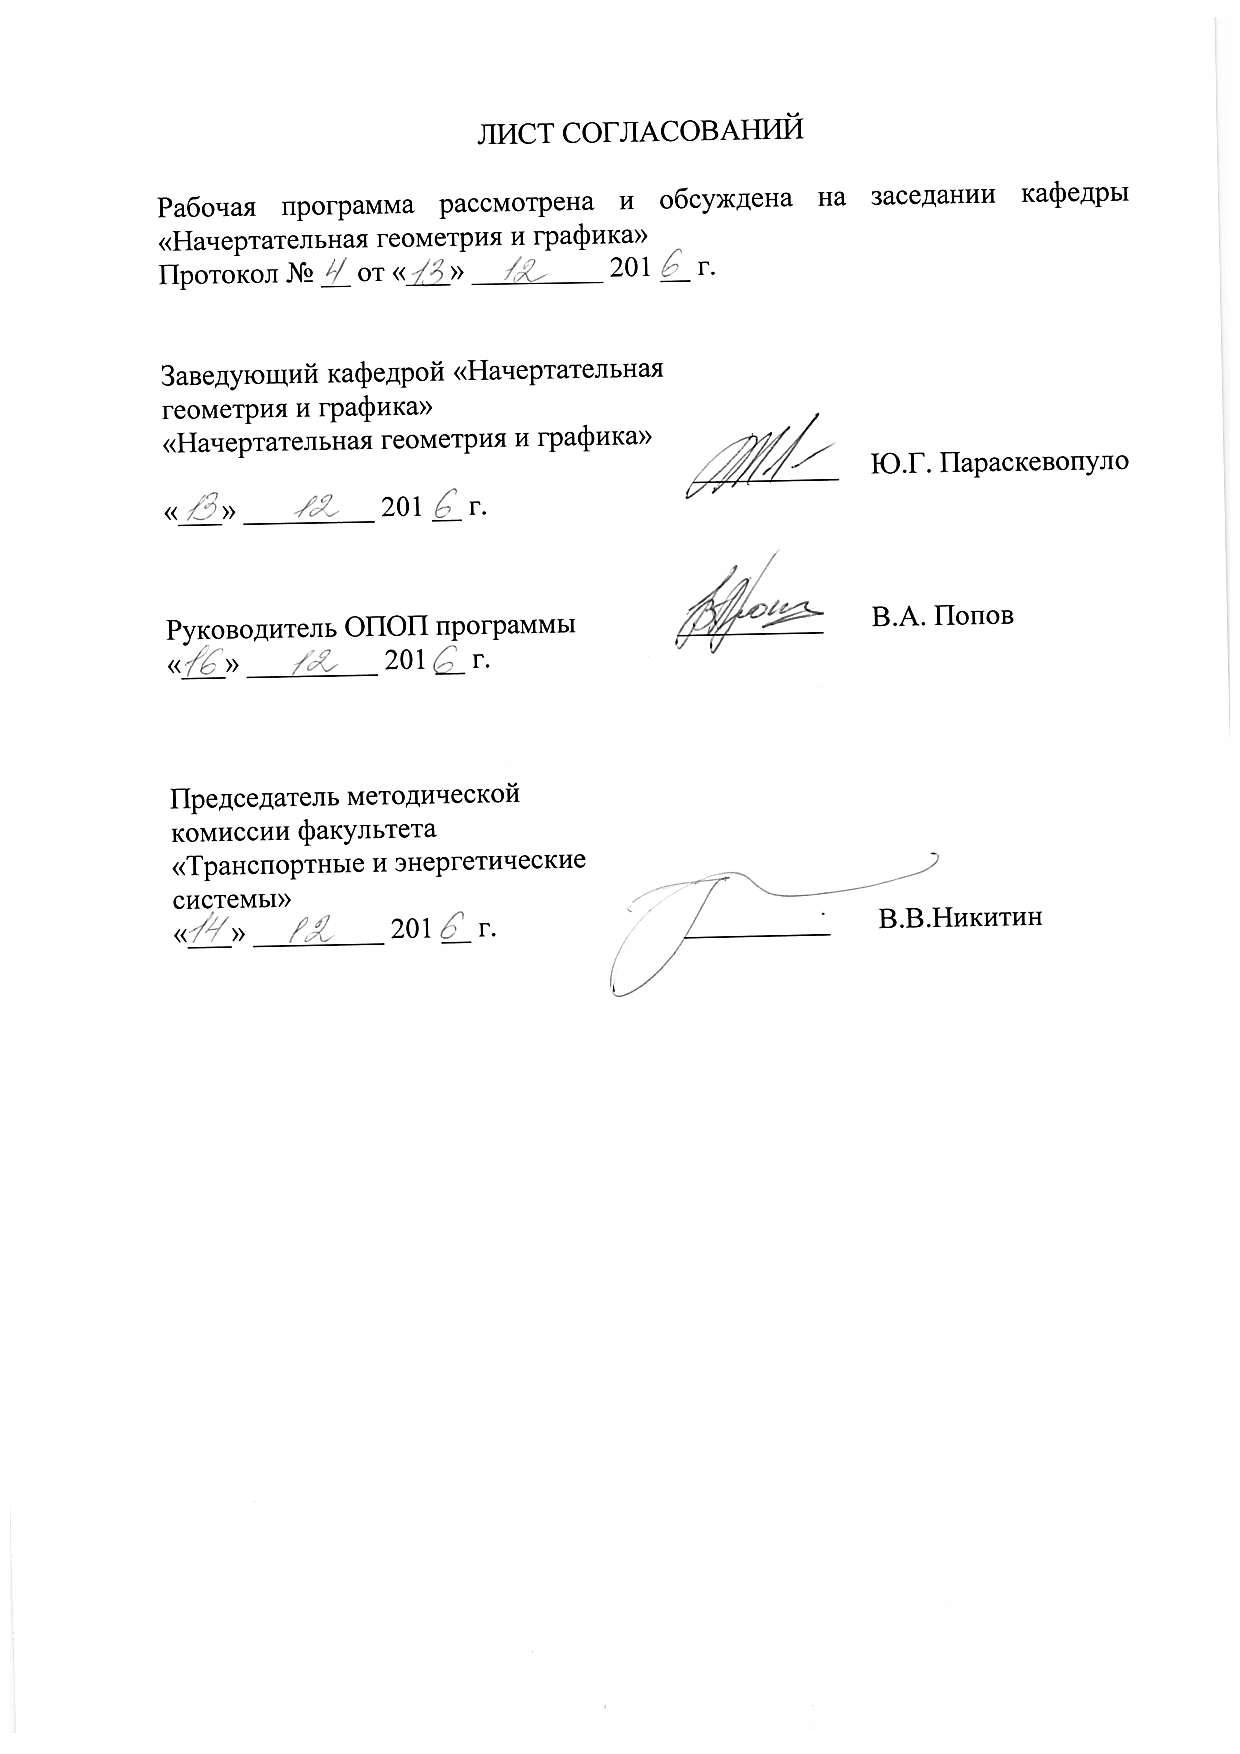 ЛИСТ СОГЛАСОВАНИЙ
Рабочая программа рассмотрена и обсуждена на заседании кафедры
«Начертательная геометрия и графика»
Протокол № 4 от «13» 12 2016 г.
Заведующий кафедрой «Начертательная
геометрия и графика»
«Начертательная геометрия и графика»
Ю.Г. Параскевопуло
«13» 12 2016 г.
Руководитель ОПОП программы В.А. Попов
«16» 12 2016 г.
Председатель методической
комиссии факультета
«Транспортные и энергетические
системы»
«14» 12 2016 г. В.В.Никитин